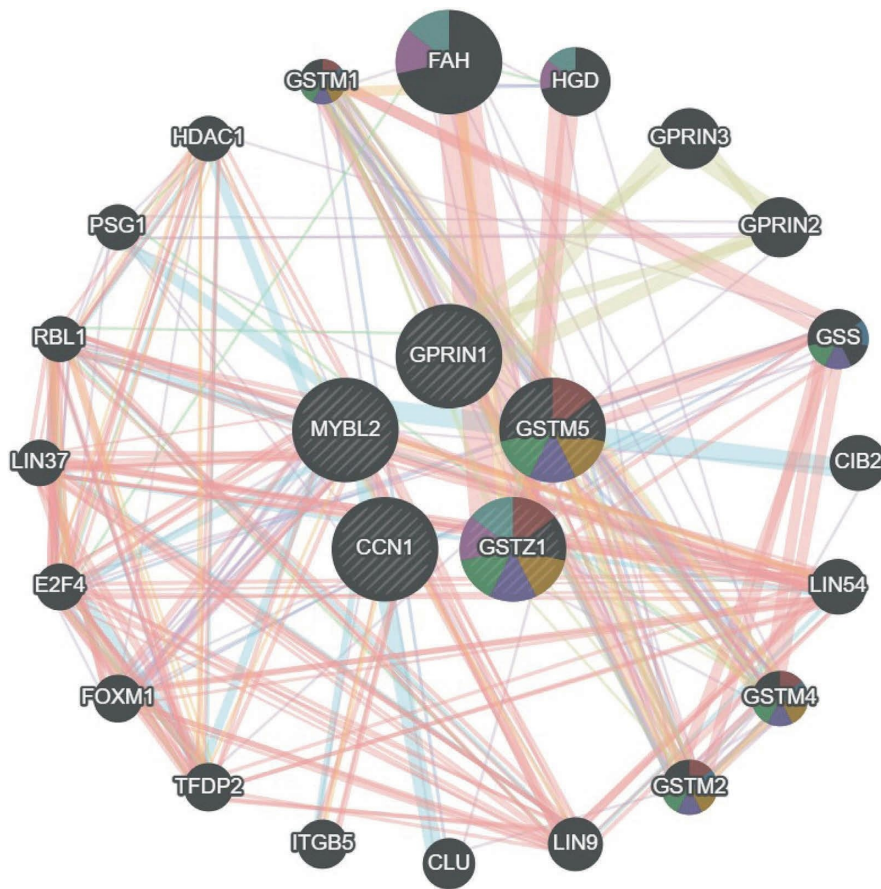 FAH
GSTM1
HGD
HDAC1
GPRIN3
PSG1
GPRIN2
RBL1
GSS
GPRIN1
MYBL2
GSTM5
LIN37
CIB2
CCN1
GSTZ1
E2F4
LIN54
FOXM1
GSTM4
TFDP2
GSTM2
ITGB5
LIN9
CLU